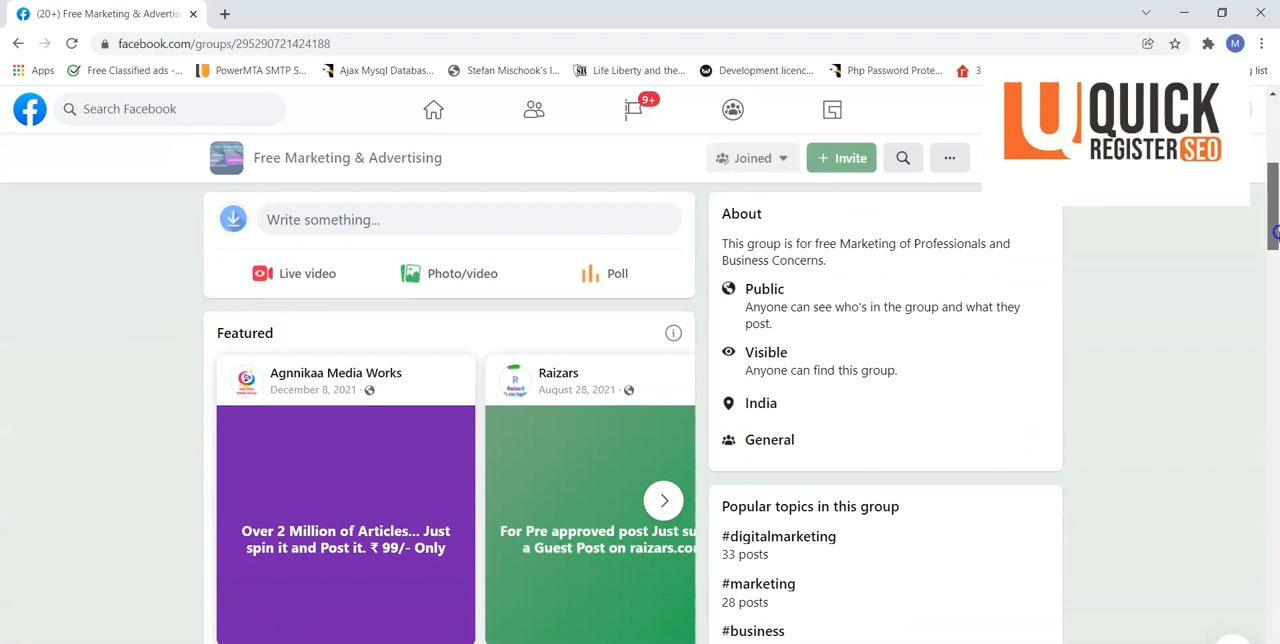 (20+) Free Marketing & Advertisi
facebook.com/groups/295290721424188
M
Apps
Free Classified ads -...
PowerMTA SMTP S...
Ajax Mysql Databas...
Stefan Mischook's I...
Life Liberty and the...
Development licenc...
Php Password Prote...
3
g list
Search Facebook
9+
U QUICK
REGISTER SEO
Free Marketing & Advertising
Joined
+ Invite
Write something...
Live video
Photo/video
Poll
Featured
Agnnikaa Media Works
December 8, 2021 ·
Over 2 Million of Articles... Just
spin it and Post it. ₹ 99/- Only
Raizars
August 28, 2021 ·
For Pre approved post Just su
a Guest Post on raizars.co
About
This group is for free Marketing of Professionals and
Business Concerns.
Public
Anyone can see who's in the group and what they
post.
Visible
Anyone can find this group.
India
General
Popular topics in this group
#digitalmarketing
33 posts
#marketing
28 posts
#business